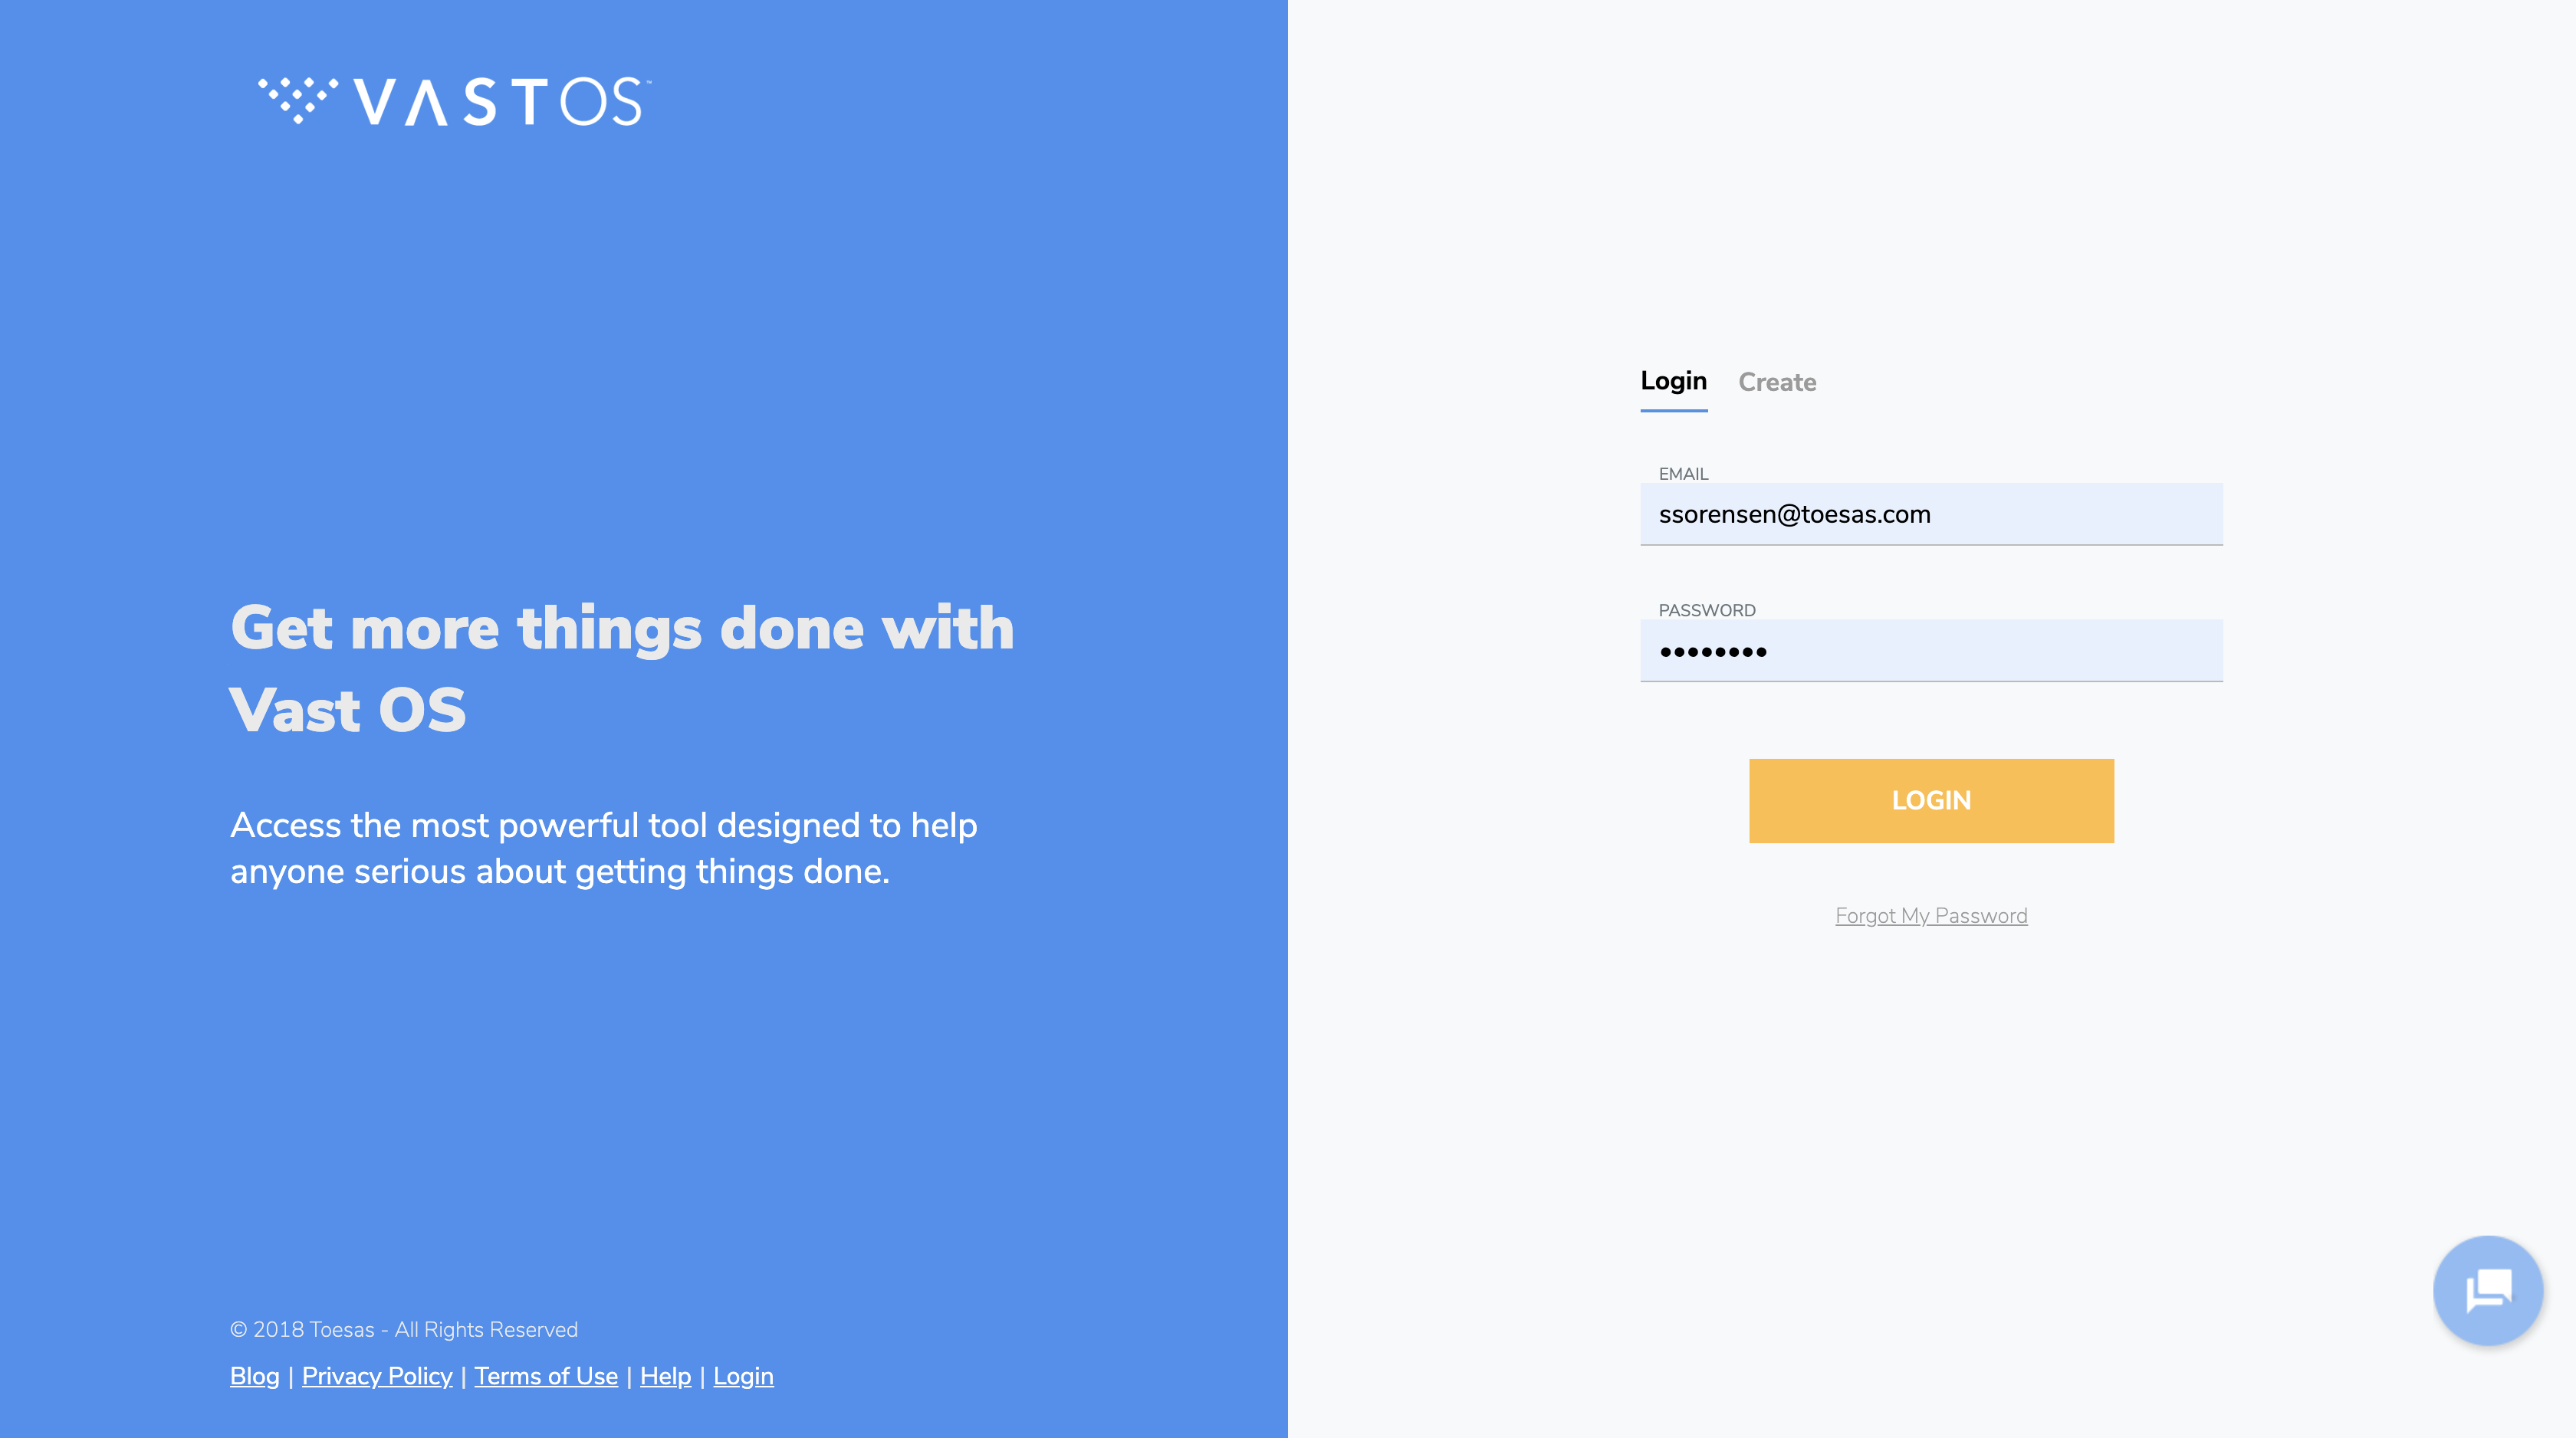 VASTOS™
Get more things done with
Vast OS
Access the most powerful tool designed to help
anyone serious about getting things done.
© 2018 Toesas - All Rights Reserved
Blog | Privacy Policy | Terms of Use | Help | Login
Login Create
EMAIL
ssorensen@toesas.com
PASSWORD
••••••••
LOGIN
Forgot My Password